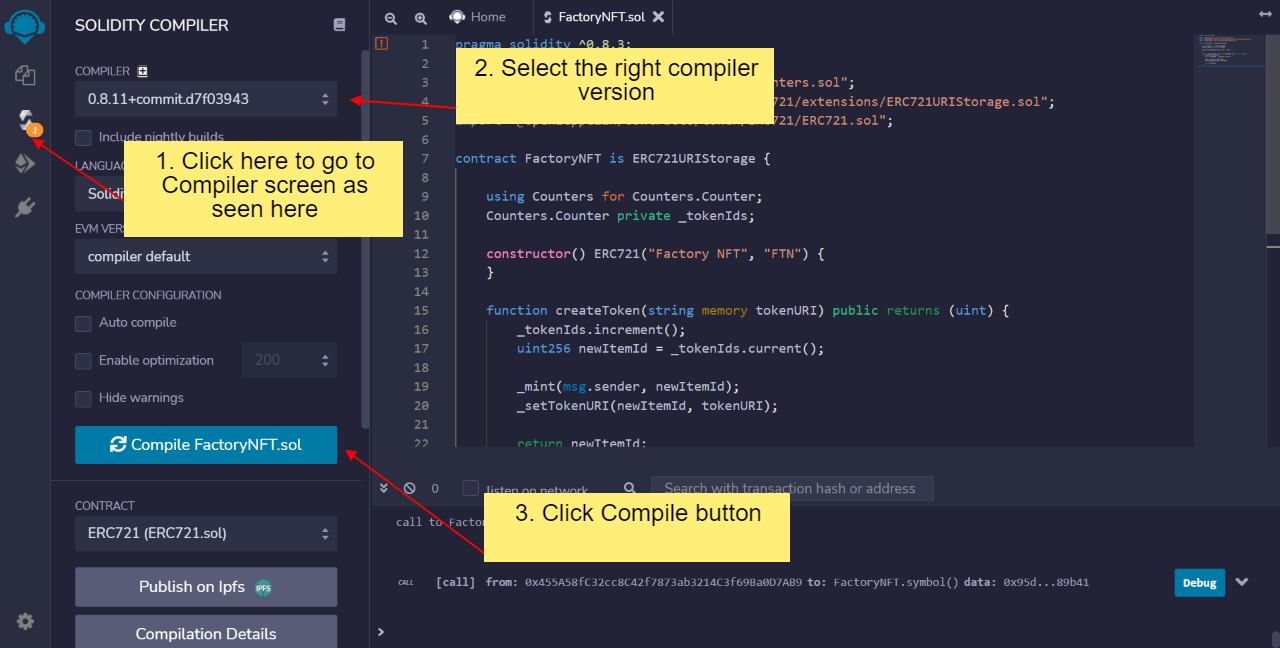 SOLIDITY COMPILER
COMPILER
0.8.11+commit.d7f03943
Include nightly builds
LANGUAG
Solidi
EVM VERS
compiler default
COMPILER CONFIGURATION
Auto compile
Enable optimization
200
Hide warnings
Compile FactoryNFT.sol
CONTRACT
ERC721 (ERC721.sol)
Publish on Ipfs
IPFS
Compilation Details
1
1. Click here to go to
Compiler screen as
seen here
2. Select the right compiler
version
3. Click Compile button
Home
FactoryNFT.sol
1 pragma solidity ^0.8.3;
2
3 nters.sol";
4 721/extensions/ERC721URIStorage.sol";
5 721/ERC721.sol";
6
7 contract FactoryNFT is ERC721URIStorage {
8
9 using Counters for Counters.Counter;
10 Counters.Counter private _tokenIds;
11
12 constructor() ERC721("Factory NFT", "FTN") {
13 }
14
15 function createToken(string memory tokenURI) public returns (uint) {
16 _tokenIds.increment();
17 uint256 newItemId = _tokenIds.current();
18
19 _mint(msg.sender, newItemId);
20 _setTokenURI(newItemId, tokenURI);
21
22 return newItemId;
0
listen on network
Search with transaction hash or address
call to Factor
CALL [call] from: 0x455A58fC32cc8C42f7873ab3214C3f69Ba0D7AB9 to: FactoryNFT.symbol() data: 0x95d...89b41
Debug
>